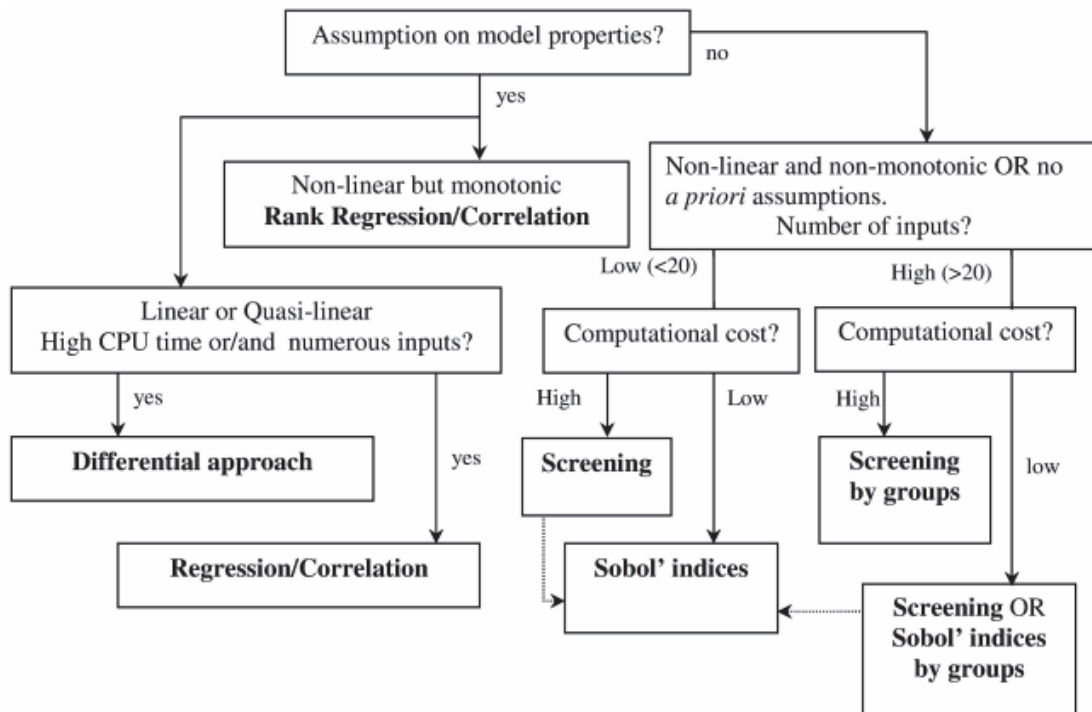 Assumption on model properties?
no
yes
Non-linear but monotonic
Rank Regression/Correlation
Non-linear and non-monotonic OR no
a priori assumptions.
Number of inputs?
Low (<20)
High (>20)
Linear or Quasi-linear
High CPU time or/and numerous inputs?
Computational cost?
Computational cost?
yes
yes
High
Low
High
low
Differential approach
Screening
Screening
by groups
Regression/Correlation
Sobol' indices
Screening OR
Sobol' indices
by groups